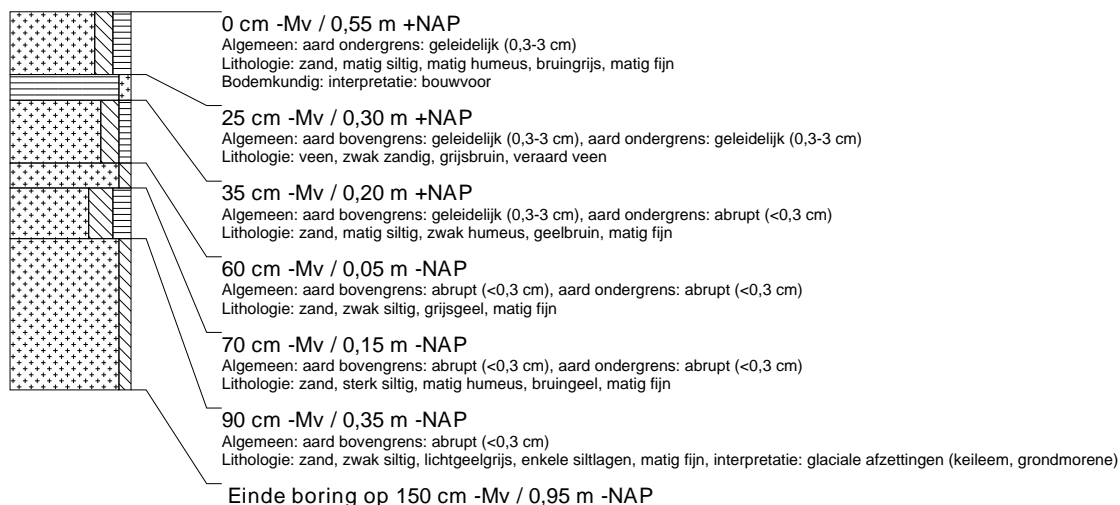 0 cm -Mv / 0,55 m +NAP
Algemeen: aard ondergrens: geleidelijk (0,3-3 cm)
Lithologie: zand, matig siltig, matig humeus, bruingrijs, matig fijn
Bodemkundig: interpretatie: bouwvoor
25 cm -Mv / 0,30 m +NAP
Algemeen: aard bovengrens: geleidelijk (0,3-3 cm), aard ondergrens: geleidelijk (0,3-3 cm)
Lithologie: veen, zwak zandig, grijsbruin, veraard veen
35 cm -Mv / 0,20 m +NAP
Algemeen: aard bovengrens: geleidelijk (0,3-3 cm), aard ondergrens: abrupt (<0,3 cm)
Lithologie: zand, matig siltig, zwak humeus, geelbruin, matig fijn
60 cm -Mv / 0,05 m -NAP
Algemeen: aard bovengrens: abrupt (<0,3 cm), aard ondergrens: abrupt (<0,3 cm)
Lithologie: zand, zwak siltig, grijsgeel, matig fijn
70 cm -Mv / 0,15 m -NAP
Algemeen: aard bovengrens: abrupt (<0,3 cm), aard ondergrens: abrupt (<0,3 cm)
Lithologie: zand, sterk siltig, matig humeus, bruingeel, matig fijn
90 cm -Mv / 0,35 m -NAP
Algemeen: aard bovengrens: abrupt (<0,3 cm)
Lithologie: zand, zwak siltig, lichtgeelgrijs, enkele siltlagen, matig fijn, interpretatie: glaciale afzettingen (keileem, grondmorene)
Einde boring op 150 cm -Mv / 0,95 m -NAP